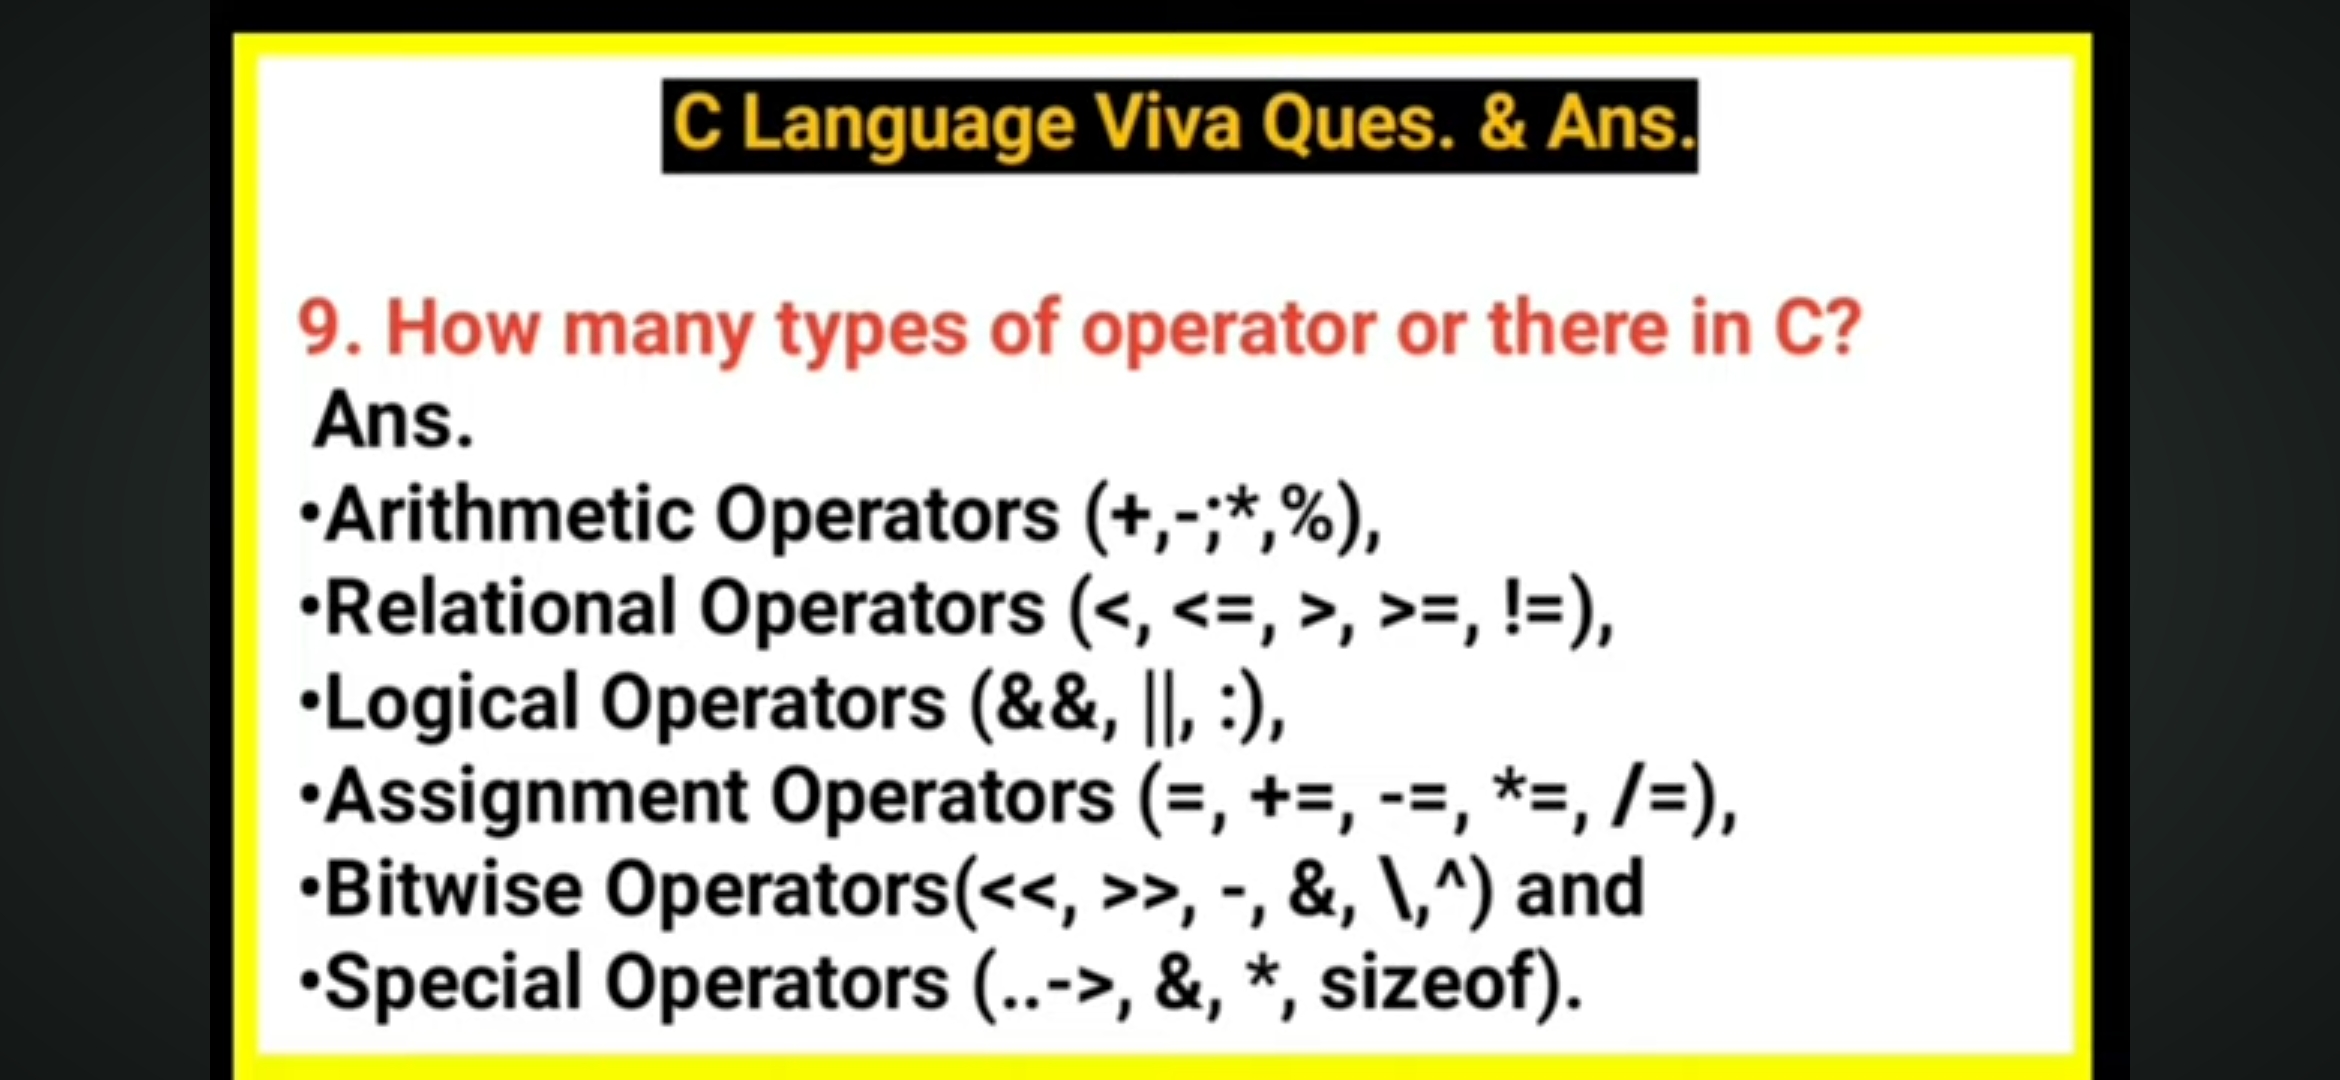 C Language Viva Ques. & Ans.
9. How many types of operator or there in C?
Ans.
•Arithmetic Operators (+,-;*,%),
•Relational Operators (<, <=, >, >=, !=),
•Logical Operators (&&, ||, :),
•Assignment Operators (=, +=, -=, *=, /=),
•Bitwise Operators(<<, >>, -, &, \,^) and
•Special Operators (..->, &, *, sizeof).